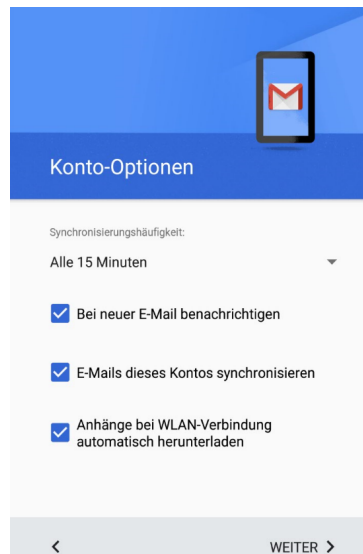 Konto-Optionen
Synchronisierungshäufigkeit:
Alle 15 Minuten
Bei neuer E-Mail benachrichtigen
E-Mails dieses Kontos synchronisieren
Anhänge bei WLAN-Verbindung
automatisch herunterladen
WEITER